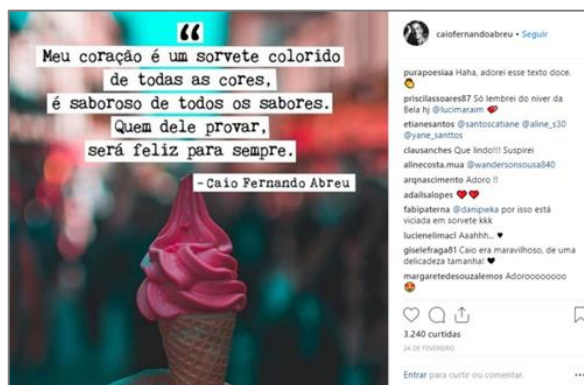 “
Meu coração é um sorvete colorido
de todas as cores,
é saboroso de todos os sabores.
Quem dele provar,
será feliz para sempre.
- Caio Fernando Abreu
caiofernandoabreu • Seguir
purapoesiaa Haha, adorei esse texto doce.
👏
priscilassoares87 Só lembrei do niver da
Bela hj @lucimaraim 💕
etianesantos @santoscatiane @aline_s30
@yane_santtos
clausanches Que lindo!!! Suspirei
alinecosta.mua @wandersonsousa840
arqnascimento Adoro !!
adailsalopes ❤️ ❤️
fabipaterna @danipwka por isso está
viciada em sorvete kkk
lucienelimacl Aaahhh... ♥
giselefraga81 Caio era maravilhoso, de uma
delicadeza tamanha! ♥
margaretedesouzalemos Adorooooooooo
😍
3.240 curtidas
24 DE FEVEREIRO
Entrar para curtir ou comentar.